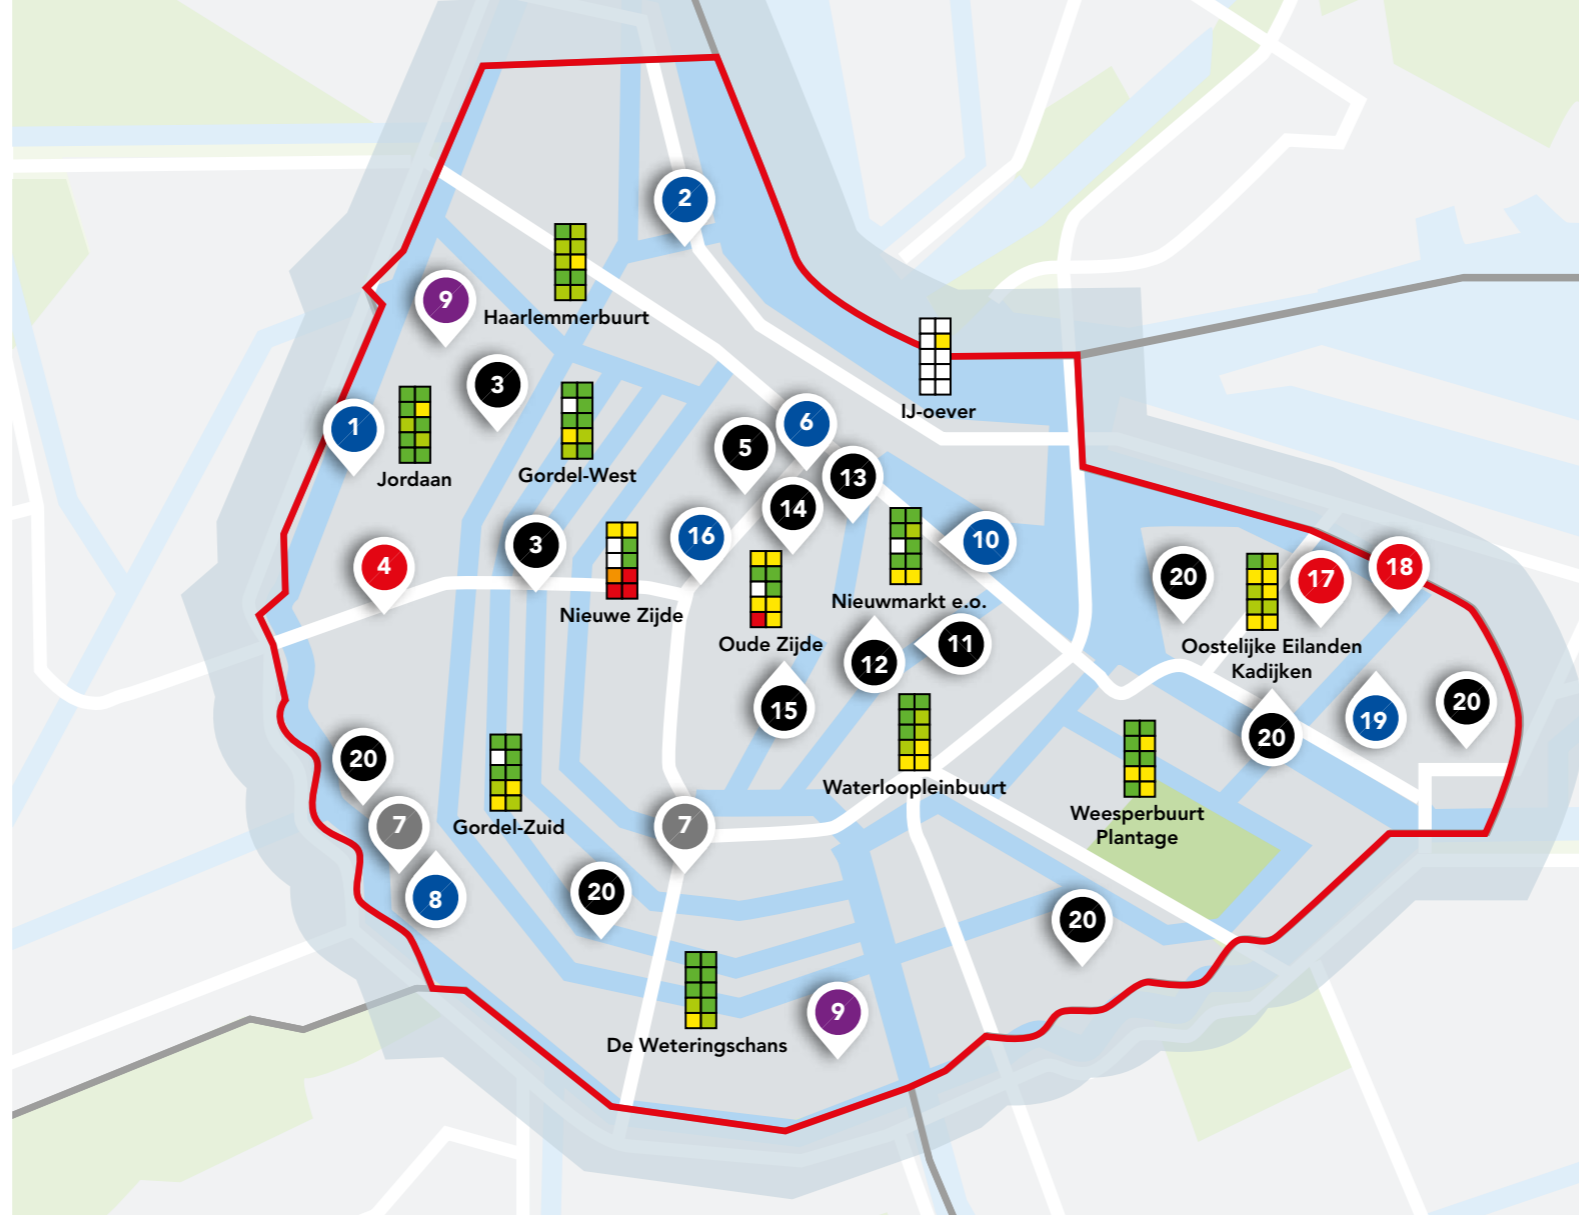 2
9
Haarlemmerbuurt
3
IJ-oever
1
6
5
Jordaan
Gordel-West
13
14
16
10
3
4
18
20
17
Nieuwe Zijde
Nieuwmarkt e.o.
Oude Zijde
11
12
Oostelijke Eilanden
Kadijken
15
20
19
20
20
Waterloopleinbuurt
Weesperbuurt
Plantage
7
Gordel-Zuid
7
8
20
20
9
De Weteringschans